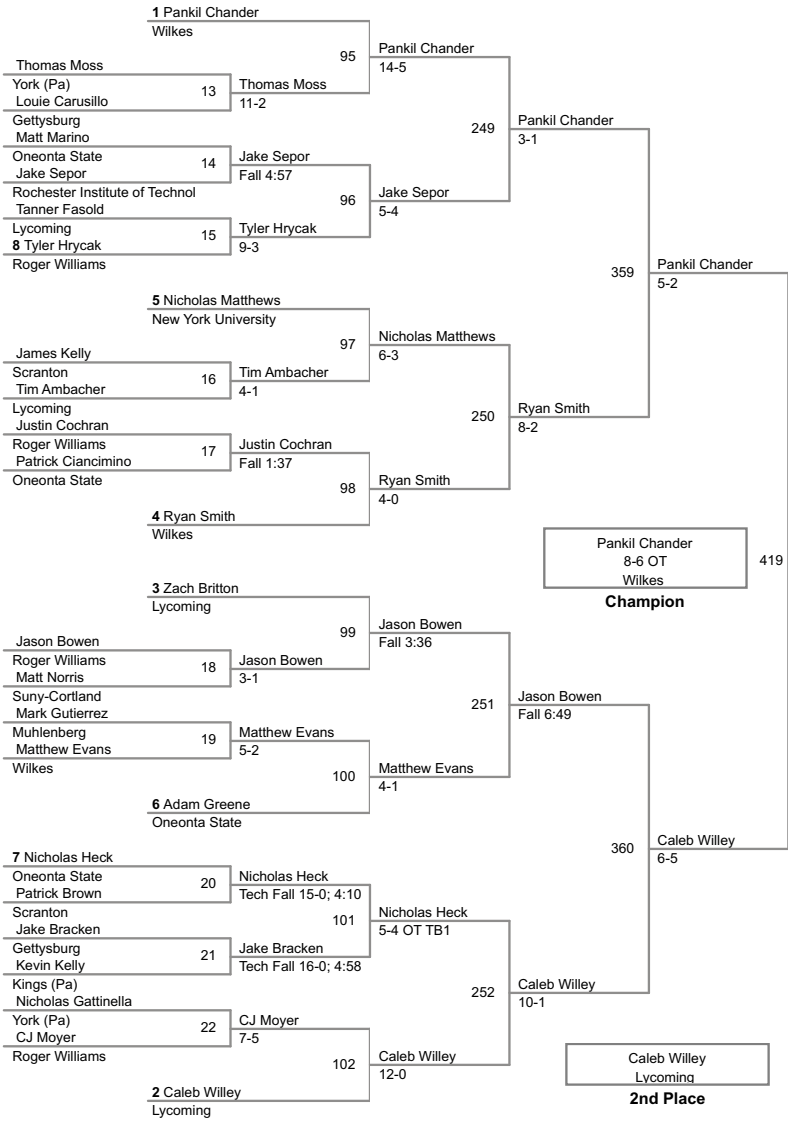 1 Pankil Chander
Wilkes
95
Pankil Chander
14-5
Thomas Moss
York (Pa)
13
Thomas Moss
11-2
Louie Carusillo
Gettysburg
249
Pankil Chander
3-1
Matt Marino
Oneonta State
14
Jake Sepor
Fall 4:57
Jake Sepor
Rochester Institute of Technol
96
Jake Sepor
5-4
Tanner Fasold
Lycoming
15
Tyler Hrycak
9-3
8 Tyler Hrycak
Roger Williams
359
Pankil Chander
5-2
5 Nicholas Matthews
New York University
97
Nicholas Matthews
6-3
James Kelly
Scranton
16
Tim Ambacher
4-1
Tim Ambacher
Lycoming
250
Ryan Smith
8-2
Justin Cochran
Roger Williams
17
Justin Cochran
Fall 1:37
Patrick Ciancimino
Oneonta State
98
Ryan Smith
4-0
4 Ryan Smith
Wilkes
Pankil Chander
8-6 OT
Wilkes
Champion
419
3 Zach Britton
Lycoming
99
Jason Bowen
Fall 3:36
Jason Bowen
Roger Williams
18
Jason Bowen
3-1
Matt Norris
Suny-Cortland
251
Jason Bowen
Fall 6:49
Mark Gutierrez
Muhlenberg
19
Matthew Evans
5-2
Matthew Evans
Wilkes
100
Matthew Evans
4-1
6 Adam Greene
Oneonta State
360
Caleb Willey
6-5
7 Nicholas Heck
Oneonta State
20
Nicholas Heck
Tech Fall 15-0; 4:10
Patrick Brown
Scranton
101
Nicholas Heck
5-4 OT TB1
Jake Bracken
Gettysburg
21
Jake Bracken
Tech Fall 16-0; 4:58
Kevin Kelly
Kings (Pa)
252
Caleb Willey
10-1
Nicholas Gattinella
York (Pa)
22
CJ Moyer
7-5
CJ Moyer
Roger Williams
102
Caleb Willey
12-0
2 Caleb Willey
Lycoming
Caleb Willey
Lycoming
2nd Place